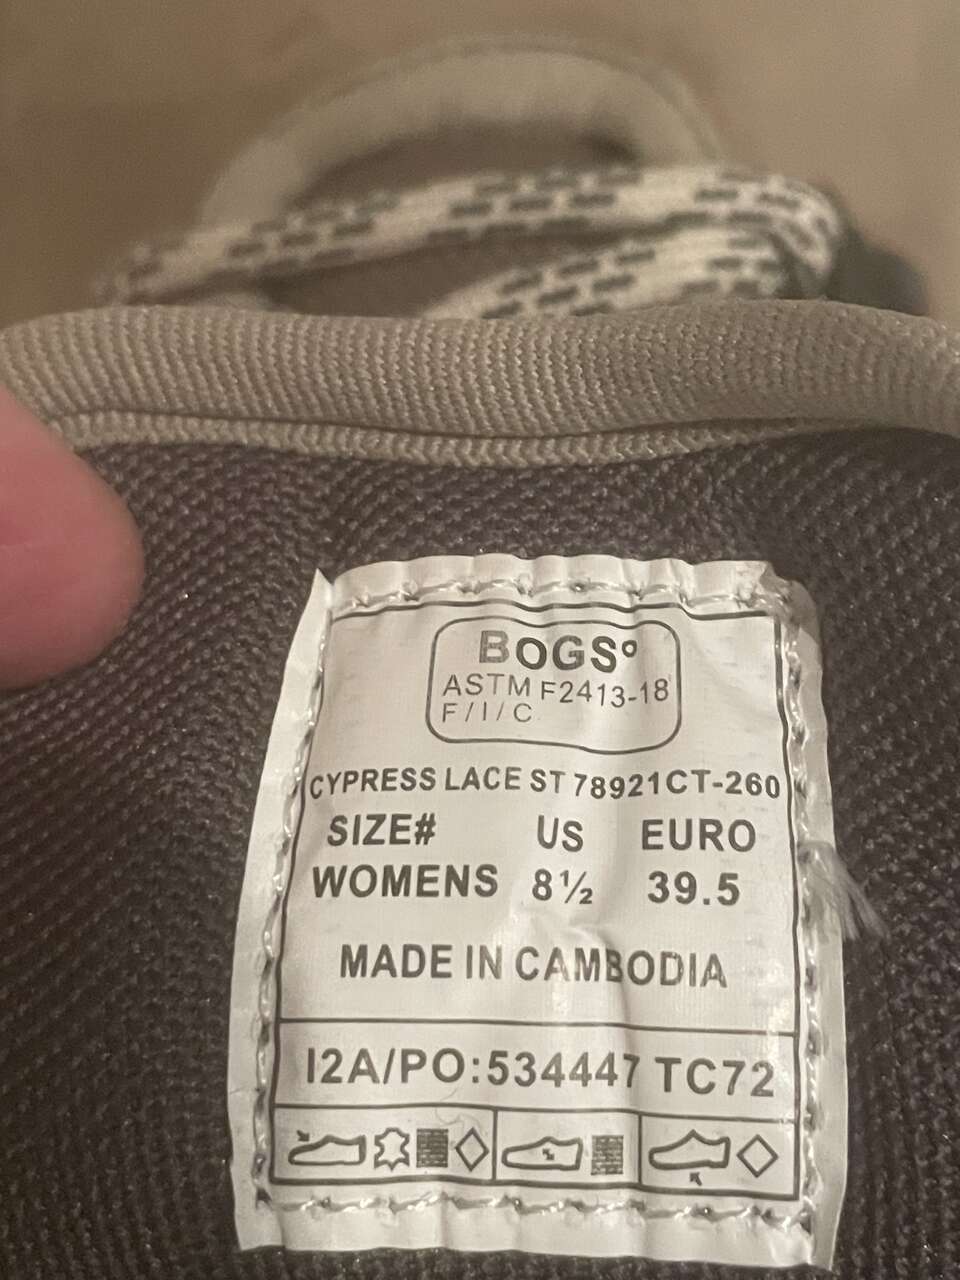 BOGS°
ASTM F2413-18
F/I/C
CYPRESS LACE ST 78921CT-260
SIZE# US EURO
WOMENS 8½ 39.5
MADE IN CAMBODIA
I2A/PO:534447 TC72